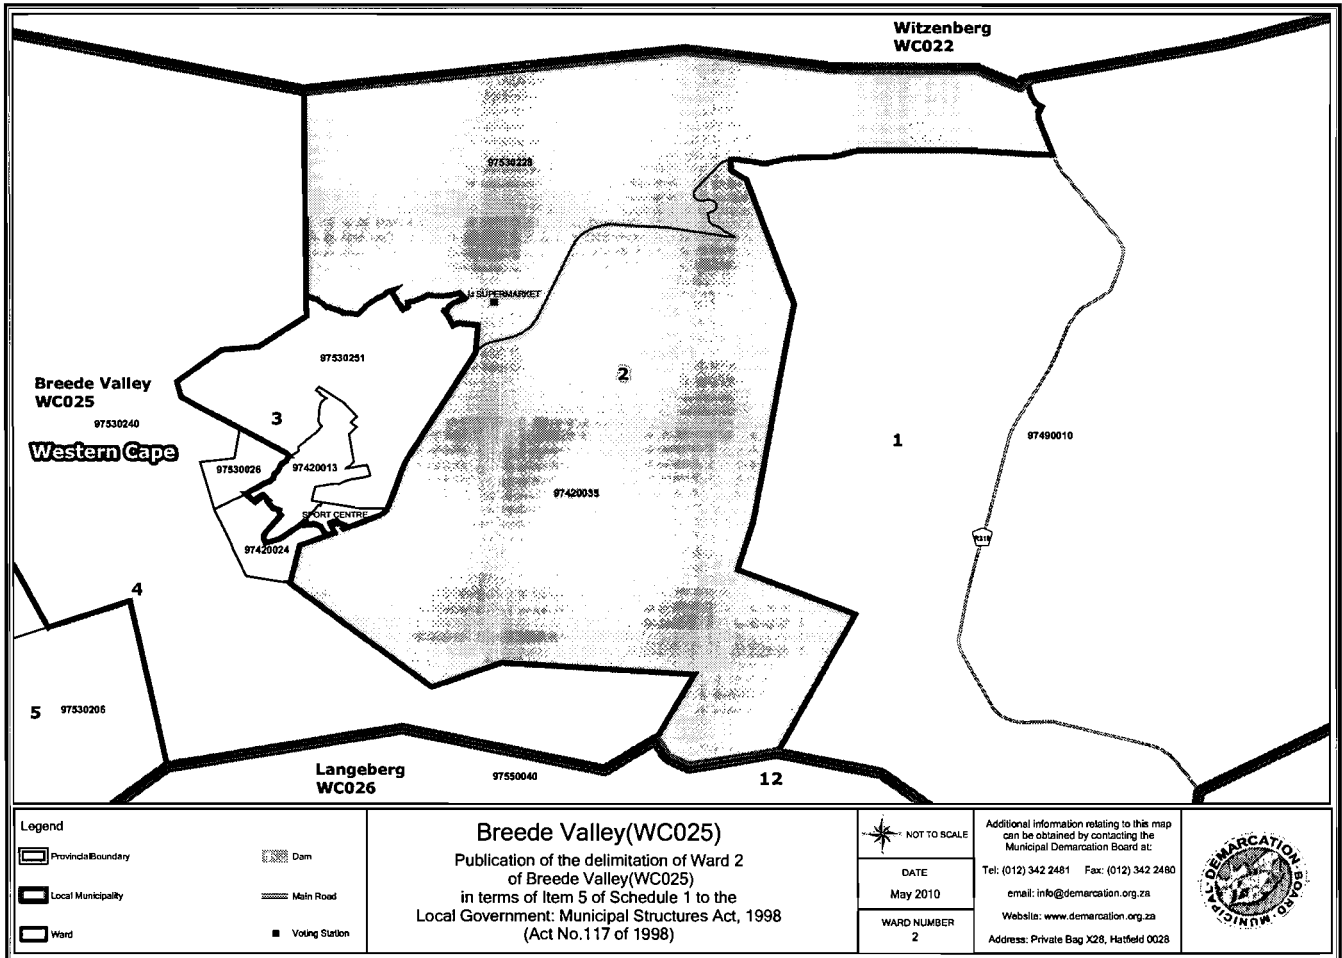 Witzenberg
WC022
97530228
SUPERMARKET
97530251
2
Breede Valley
WC025
97530240
3
Western Cape
1
97490010
97530026
97420013
97420035
SPORT CENTRE
R318
97420024
4
5
97530206
Langeberg
WC026
97550040
12
Legend
Provincial Boundary
Dam
Local Municipality
Main Road
Ward
Voting Station
Breede Valley(WC025)
Publication of the delimitation of Ward 2
of Breede Valley(WC025)
in terms of Item 5 of Schedule 1 to the
Local Government: Municipal Structures Act, 1998
(Act No.117 of 1998)
NOT TO SCALE
DATE
May 2010
WARD NUMBER
2
Additional information relating to this map
can be obtained by contacting the
Municipal Demarcation Board at:
Tel: (012) 342 2481 Fax: (012) 342 2480
email: info@demarcation.org.za
Website: www.demarcation.org.za
Address: Private Bag X28, Hatfield 0028
MUNICIPAL DEMARCATION BOARD